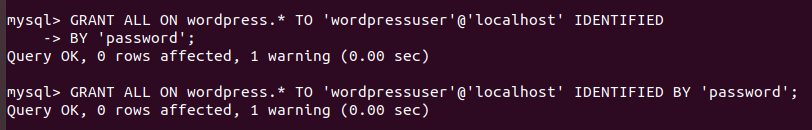 mysql> GRANT ALL ON wordpress.* TO 'wordpressuser'@'localhost' IDENTIFIED
    -> BY 'password';
Query OK, 0 rows affected, 1 warning (0.00 sec)
mysql> GRANT ALL ON wordpress.* TO 'wordpressuser'@'localhost' IDENTIFIED BY 'password';
Query OK, 0 rows affected, 1 warning (0.00 sec)